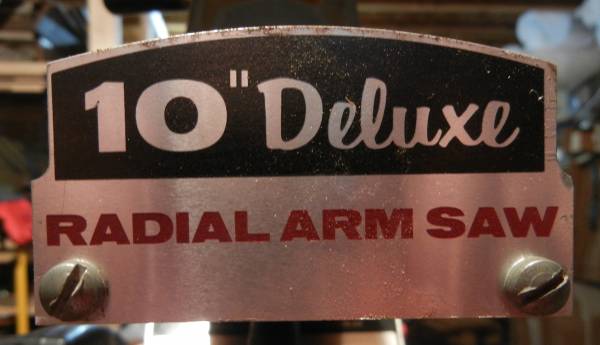 10" Deluxe
RADIAL ARM SAW